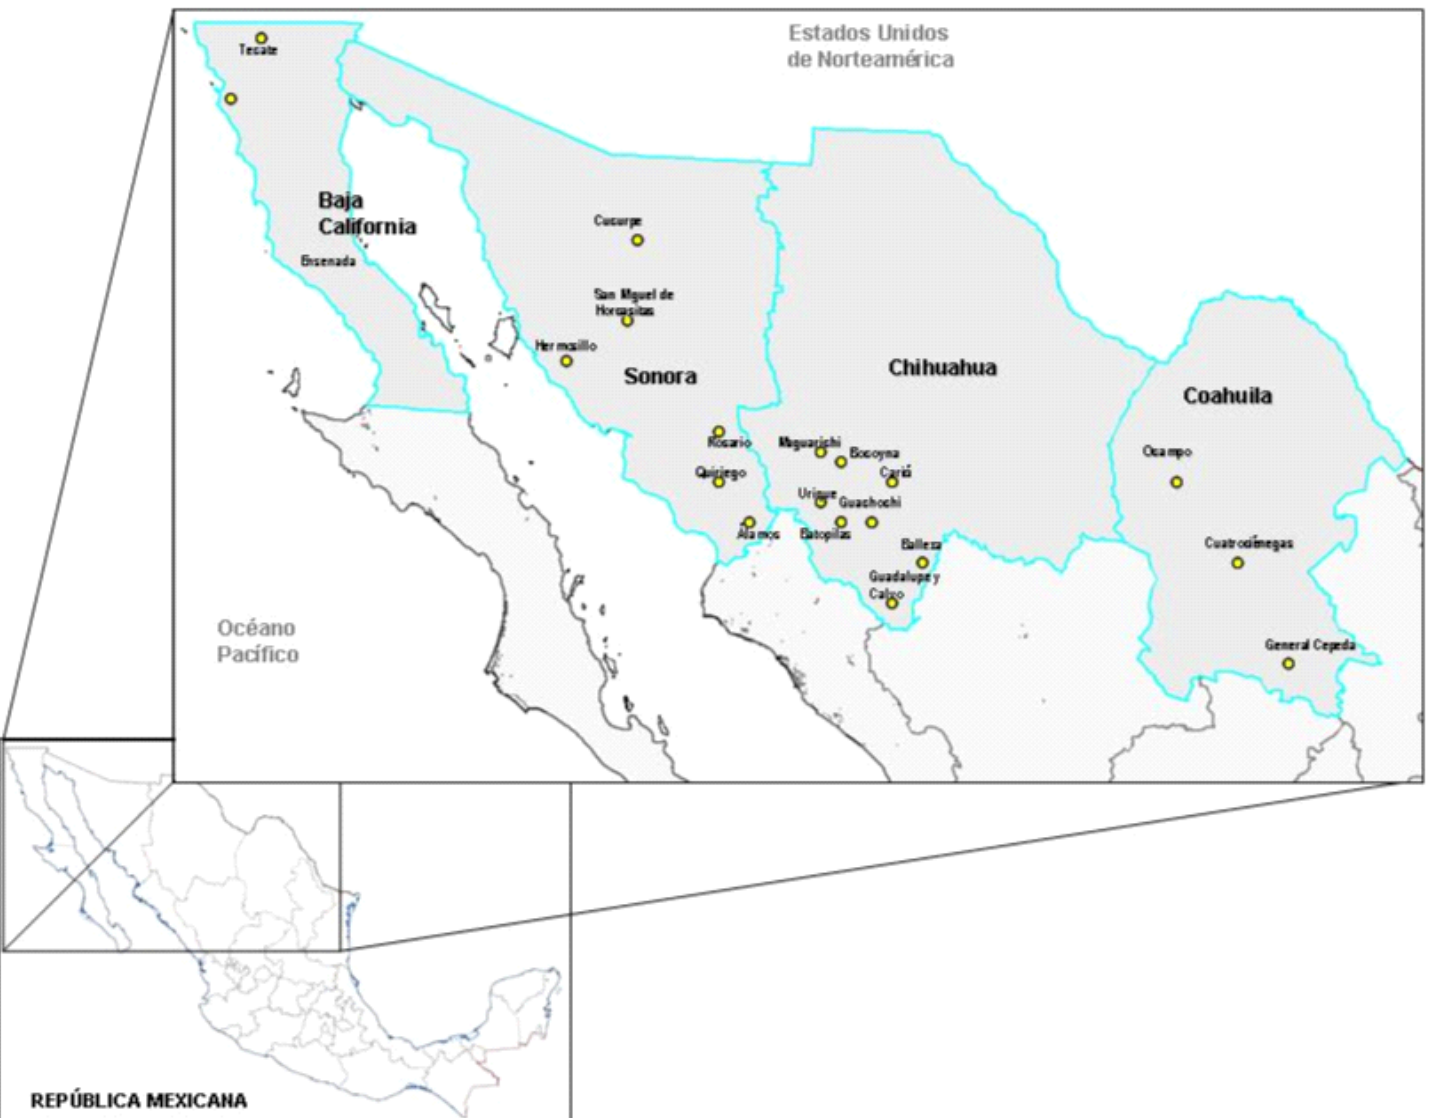 Estados Unidos
de Norteamérica
Tecate
Baja
California
Ensenada
Cucurpe
San Miguel de
Horcasitas
Hermosillo
Sonora
Rosario
Quiriego
Álamos
Chihuahua
Maguarichi
Bocoyna
Carichí
Urique
Guachochi
Batopilas
Balleza
Guadalupe y
Calvo
Coahuila
Ocampo
Cuatrociénegas
General Cepeda
Océano
Pacífico
REPÚBLICA MEXICANA